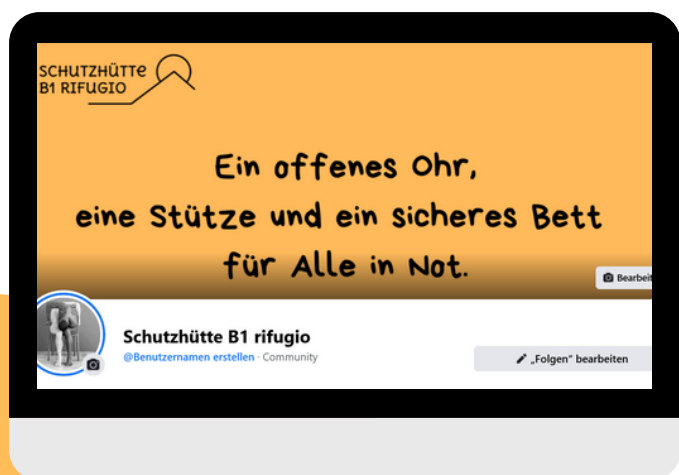 SCHUTZHÜTTE
B1 RIFUGIO
Ein offenes Ohr,
eine Stütze und ein sicheres Bett
für Alle in Not.
Bearbeit
Schutzhütte B1 rifugio
@Benutzernamen erstellen · Community
„Folgen“ bearbeiten